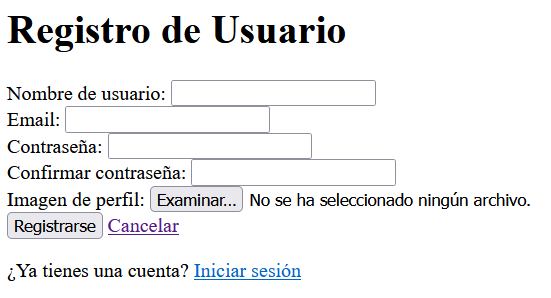 Registro de Usuario
Nombre de usuario:
Email:
Contraseña:
Confirmar contraseña:
Imagen de perfil: Examinar... No se ha seleccionado ningún archivo.
Registrarse Cancelar
¿Ya tienes una cuenta? Iniciar sesión